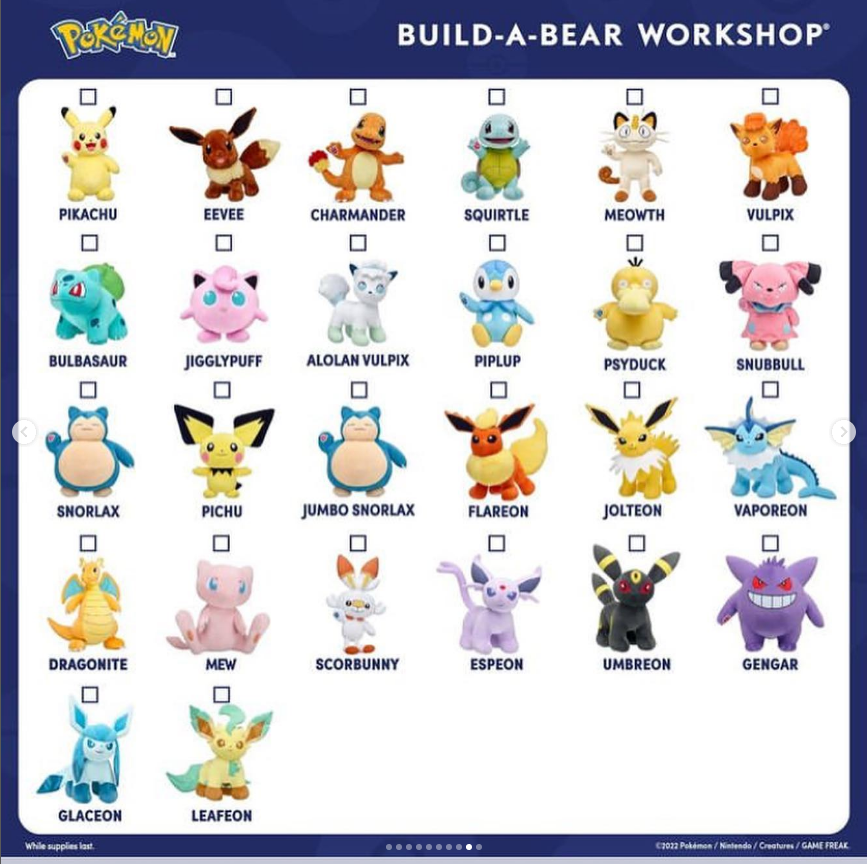 POKéMON
BUILD-A-BEAR WORKSHOP®
PIKACHU
EEVEE
CHARMANDER
SQUIRTLE
MEOWTH
VULPIX
BULBASAUR
JIGGLYPUFF
ALOLAN VULPIX
PIPLUP
PSYDUCK
SNUBBULL
SNORLAX
PICHU
JUMBO SNORLAX
FLAREON
JOLTEON
VAPOREON
DRAGONITE
MEW
SCORBUNNY
ESPEON
UMBREON
GENGAR
GLACEON
LEAFEON
While supplies last.
©2022 Pokémon / Nintendo / Creatures / GAME FREAK.